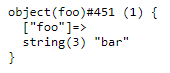 object(foo)#451 (1) {
  ["foo"]=>
  string(3) "bar"
}